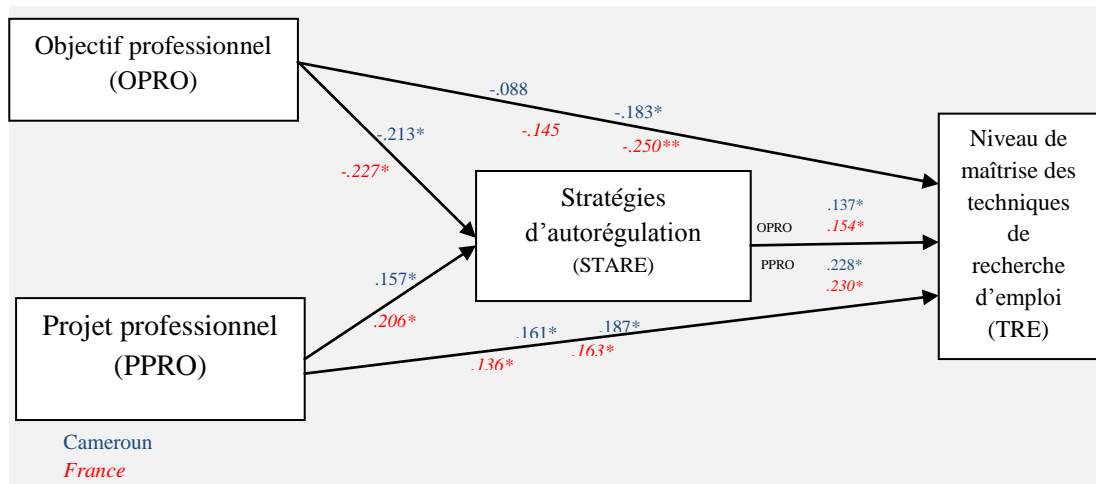 Objectif professionnel
(OPRO)
-.088
-.183*
-.145
-.250**
-.213*
-.227*
Niveau de
maîtrise des
techniques
de
recherche
d’emploi
(TRE)
Stratégies
d’autorégulation
(STARE)
OPRO
.137*
.154*
PPRO
.228*
.230*
.157*
.206*
Projet professionnel
(PPRO)
.161*
.187*
.136*
.163*
Cameroun
France